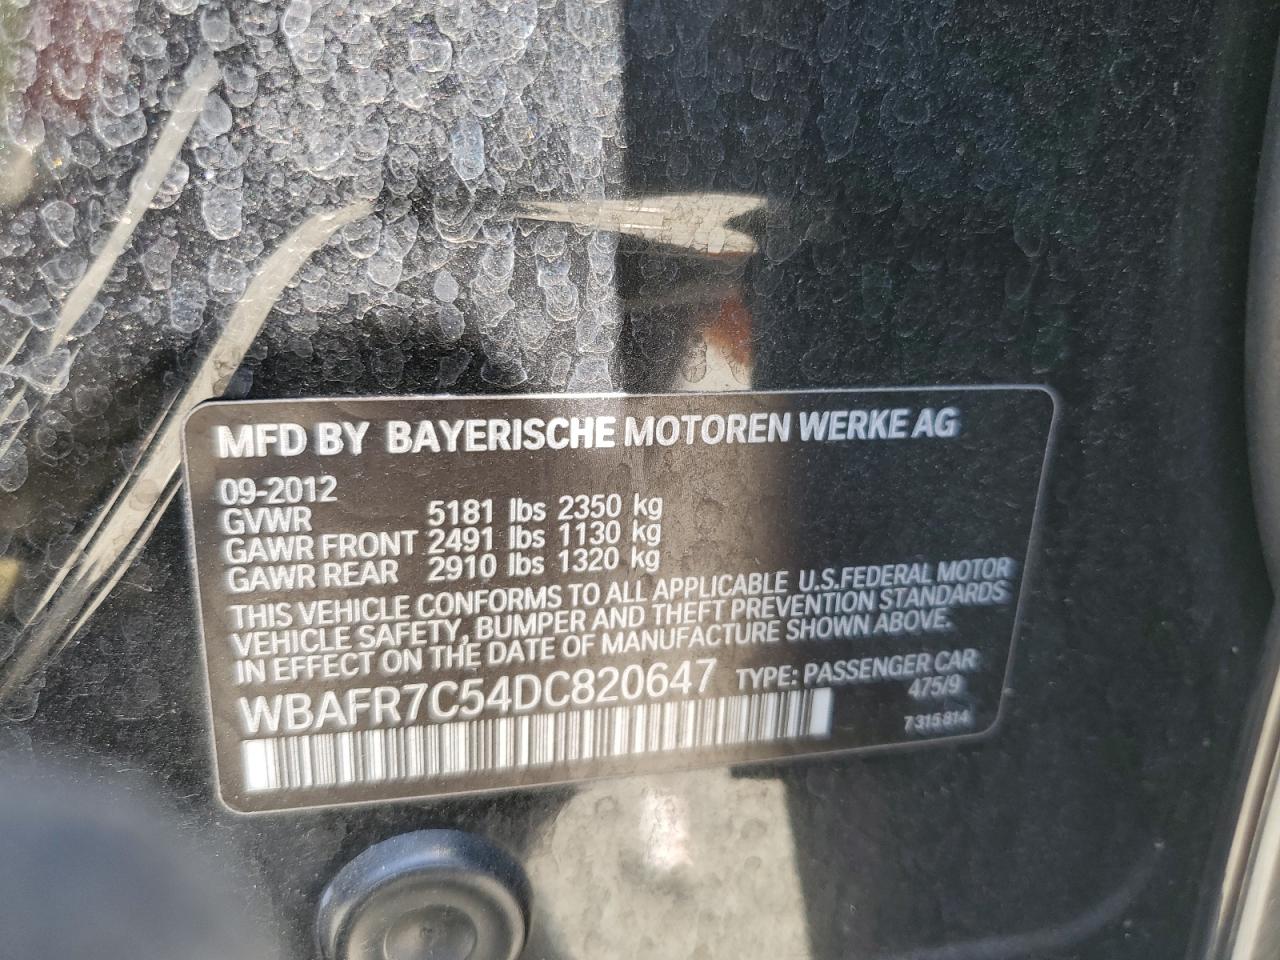 MFD BY BAYERISCHE MOTOREN WERKE AG
09-2012
GVWR 5181 lbs 2350 kg
GAWR FRONT 2491 lbs 1130 kg
GAWR REAR 2910 lbs 1320 kg
THIS VEHICLE CONFORMS TO ALL APPLICABLE U.S.FEDERAL MOTOR
VEHICLE SAFETY, BUMPER AND THEFT PREVENTION STANDARDS
IN EFFECT ON THE DATE OF MANUFACTURE SHOWN ABOVE.
WBAFR7C54DC820647 TYPE: PASSENGER CAR
475/9
7315814